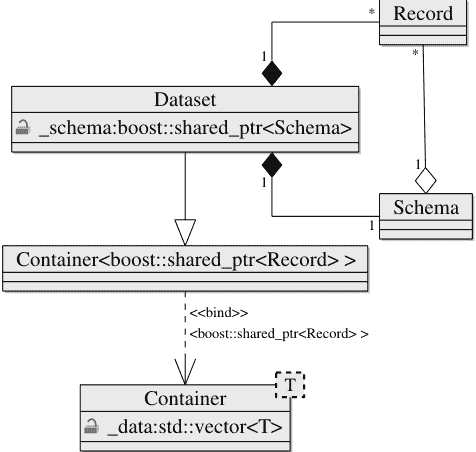 Record
*
*
1
Dataset
_schema:boost::shared_ptr<Schema>
1
1
1
Schema
Container<boost::shared_ptr<Record> >
<<bind>>
<boost::shared_ptr<Record> >
T
Container
_data:std::vector<T>